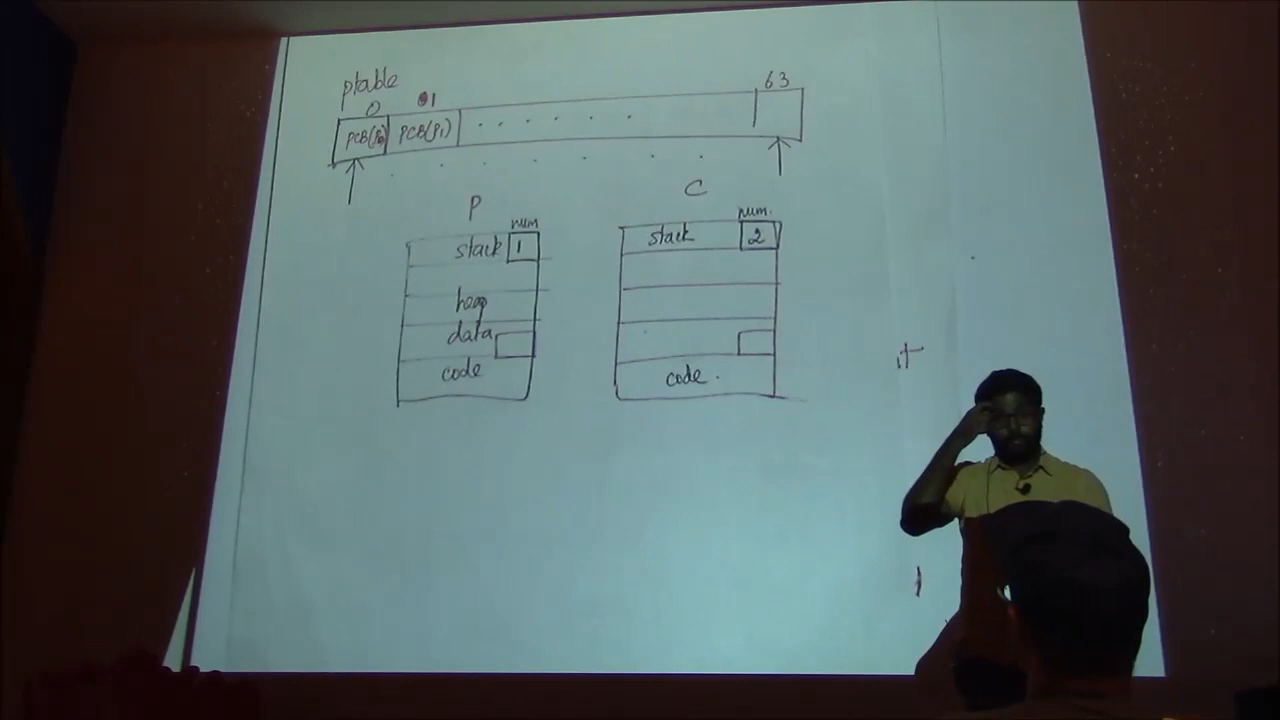 ptable
0 1 63
PCB(P0) PCB(P1)
P C
num num.
stack 1 stack 2
heap
data
code code.
it